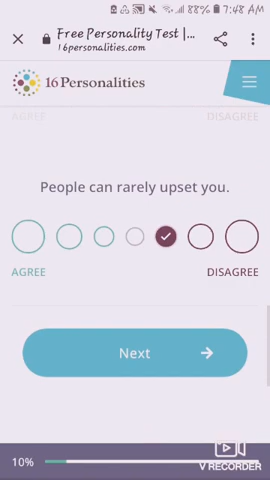 88% 7:48 AM
Free Personality Test |...
16personalities.com
16Personalities
AGREE DISAGREE
People can rarely upset you.
AGREE DISAGREE
Next
10%
V RECORDER